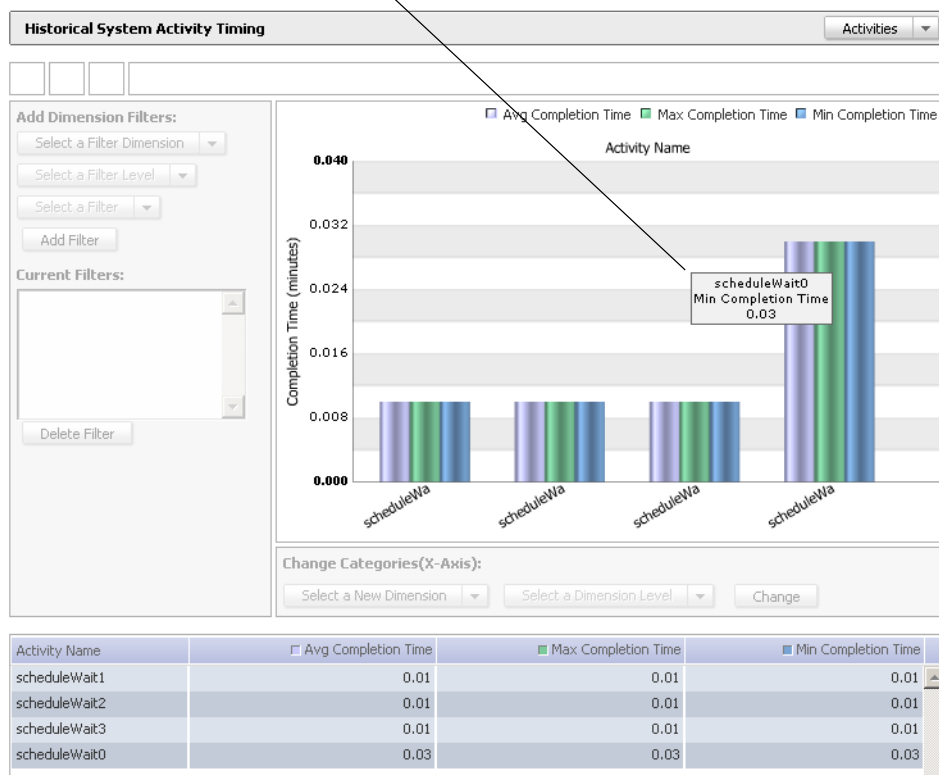 Historical System Activity Timing
Activities
Add Dimension Filters:
Select a Filter Dimension
Select a Filter Level
Select a Filter
Add Filter
Current Filters:
Delete Filter
Avg Completion Time Max Completion Time Min Completion Time
Activity Name
Completion Time (minutes)
0.040
0.032
0.024
0.016
0.008
0.000
scheduleWait0
Min Completion Time
0.03
scheduleWa scheduleWa scheduleWa scheduleWa
Change Categories(X-Axis):
Select a New Dimension Select a Dimension Level Change
Activity Name Avg Completion Time Max Completion Time Min Completion Time
scheduleWait1 0.01 0.01 0.01
scheduleWait2 0.01 0.01 0.01
scheduleWait3 0.01 0.01 0.01
scheduleWait0 0.03 0.03 0.03